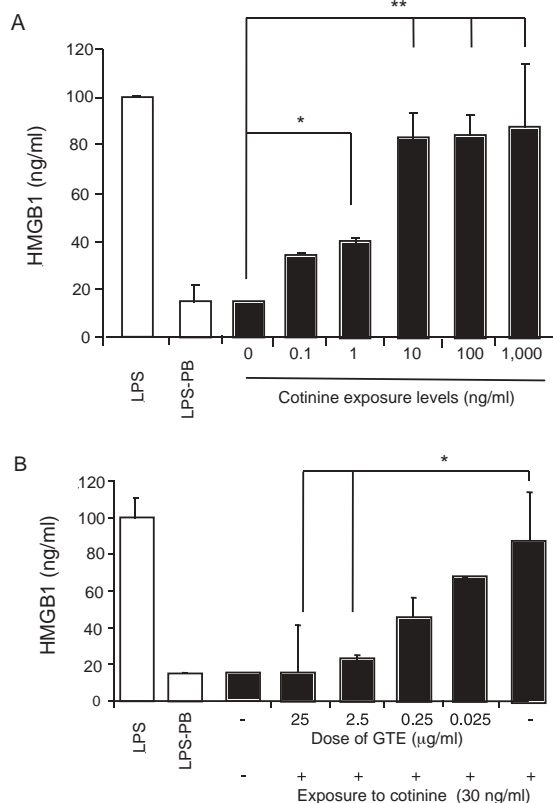 A
**
*
HMGB1 (ng/ml)
120
100
80
60
40
20
0
LPS
LPS-PB
0 0.1 1 10 100 1,000
Cotinine exposure levels (ng/ml)
B
*
HMGB1 (ng/ml)
120
100
80
60
40
20
0
LPS
LPS-PB
- 25 2.5 0.25 0.025 -
Dose of GTE (μg/ml)
- + + + + +
Exposure to cotinine (30 ng/ml)